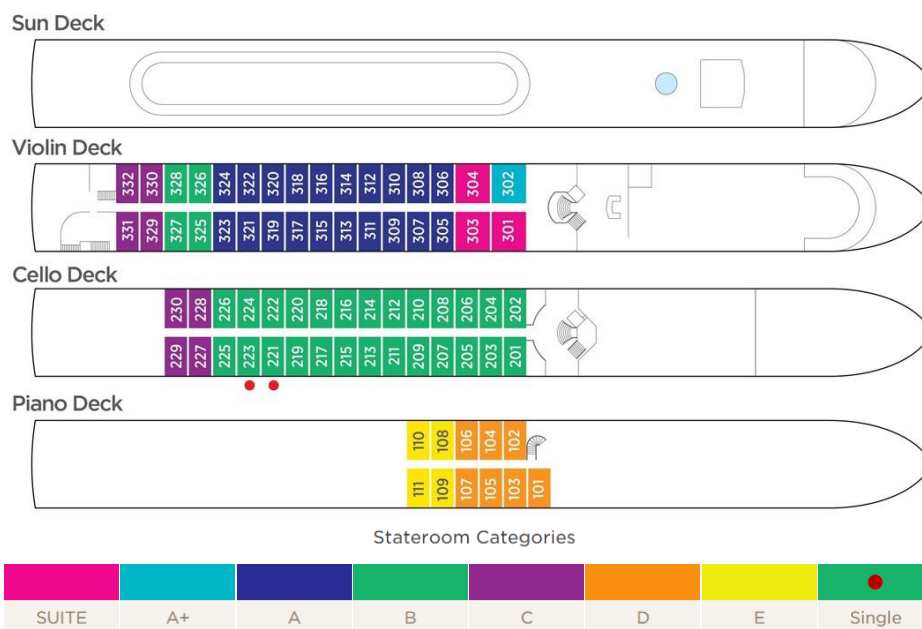 Sun Deck
Violin Deck
332 330 328 326 324 322 320 318 316 314 312 310 308 306 304 302
331 329 327 325 323 321 319 317 315 313 311 309 307 305 303 301
Cello Deck
230 228 226 224 222 220 218 216 214 212 210 208 206 204 202
229 227 225 223 221 219 217 215 213 211 209 207 205 203 201
Piano Deck
110 108 106 104 102
111 109 107 105 103 101
Stateroom Categories
SUITE A+ A B C D E Single